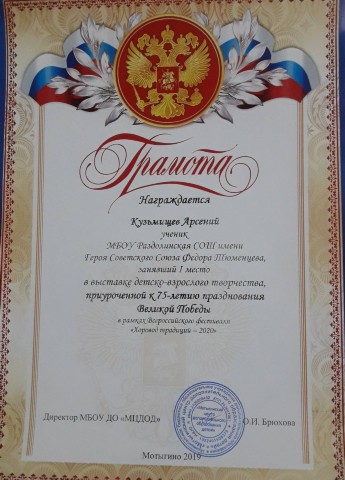 Грамота
Награждается
Кузьмищев Арсений
ученик
МБОУ Раздолинская СОШ имени
Героя Советского Союза Федора Тюменцева,
занявший I место
в выставке детско-взрослого творчества,
приуроченной к 75-летию празднования
Великой Победы
в рамках Всероссийского фестиваля
«Хоровод традиций – 2020»
Директор МБОУ ДО «МЦДОД»
О.И. Брюхова
Мотыгино 2019